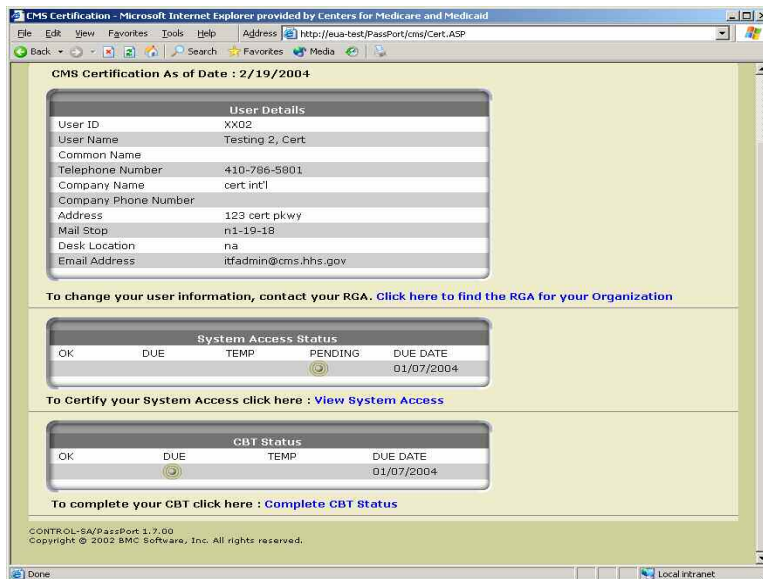 CMS Certification - Microsoft Internet Explorer provided by Centers for Medicare and Medicaid
File Edit View Favorites Tools Help Address http://eua-test/PassPort/cms/Cert.ASP
Back Search Favorites Media
CMS Certification As of Date : 2/19/2004
User Details
User ID XX02
User Name Testing 2, Cert
Common Name
Telephone Number 410-786-5801
Company Name cert int'l
Company Phone Number
Address 123 cert pkwy
Mail Stop n1-19-18
Desk Location na
Email Address itfadmin@cms.hhs.gov
To change your user information, contact your RGA. Click here to find the RGA for your Organization
System Access Status
OK DUE TEMP PENDING DUE DATE
01/07/2004
To Certify your System Access click here : View System Access
CBT Status
OK DUE TEMP DUE DATE
01/07/2004
To complete your CBT click here : Complete CBT Status
CONTROL-SA/PassPort 1.7.00
Copyright © 2002 BMC Software, Inc. All rights reserved.
Done Local intranet